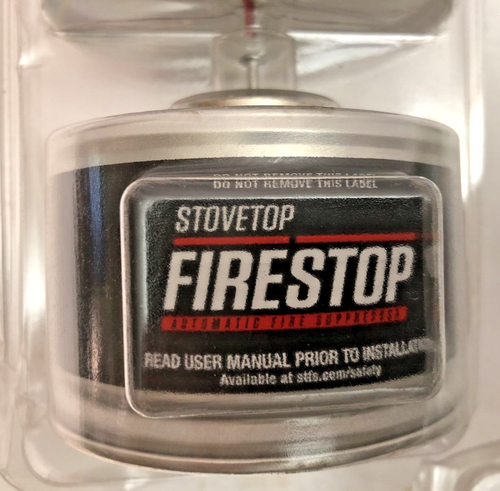 DO NOT REMOVE THIS LABEL
STOVETOP
FIRESTOP
AUTOMATIC FIRE SUPPRESSOR
READ USER MANUAL PRIOR TO INSTALLATION
Available at stfs.com/safety